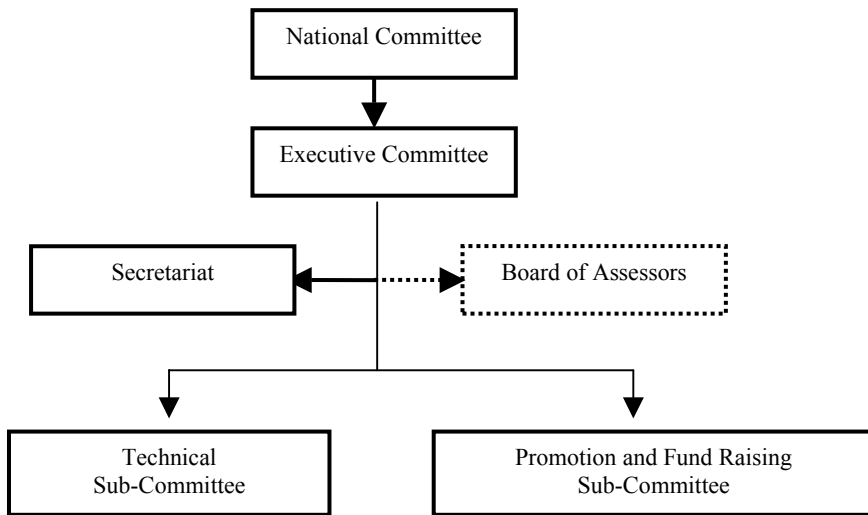 National Committee
Executive Committee
Secretariat
Board of Assessors
Technical
Sub-Committee
Promotion and Fund Raising
Sub-Committee